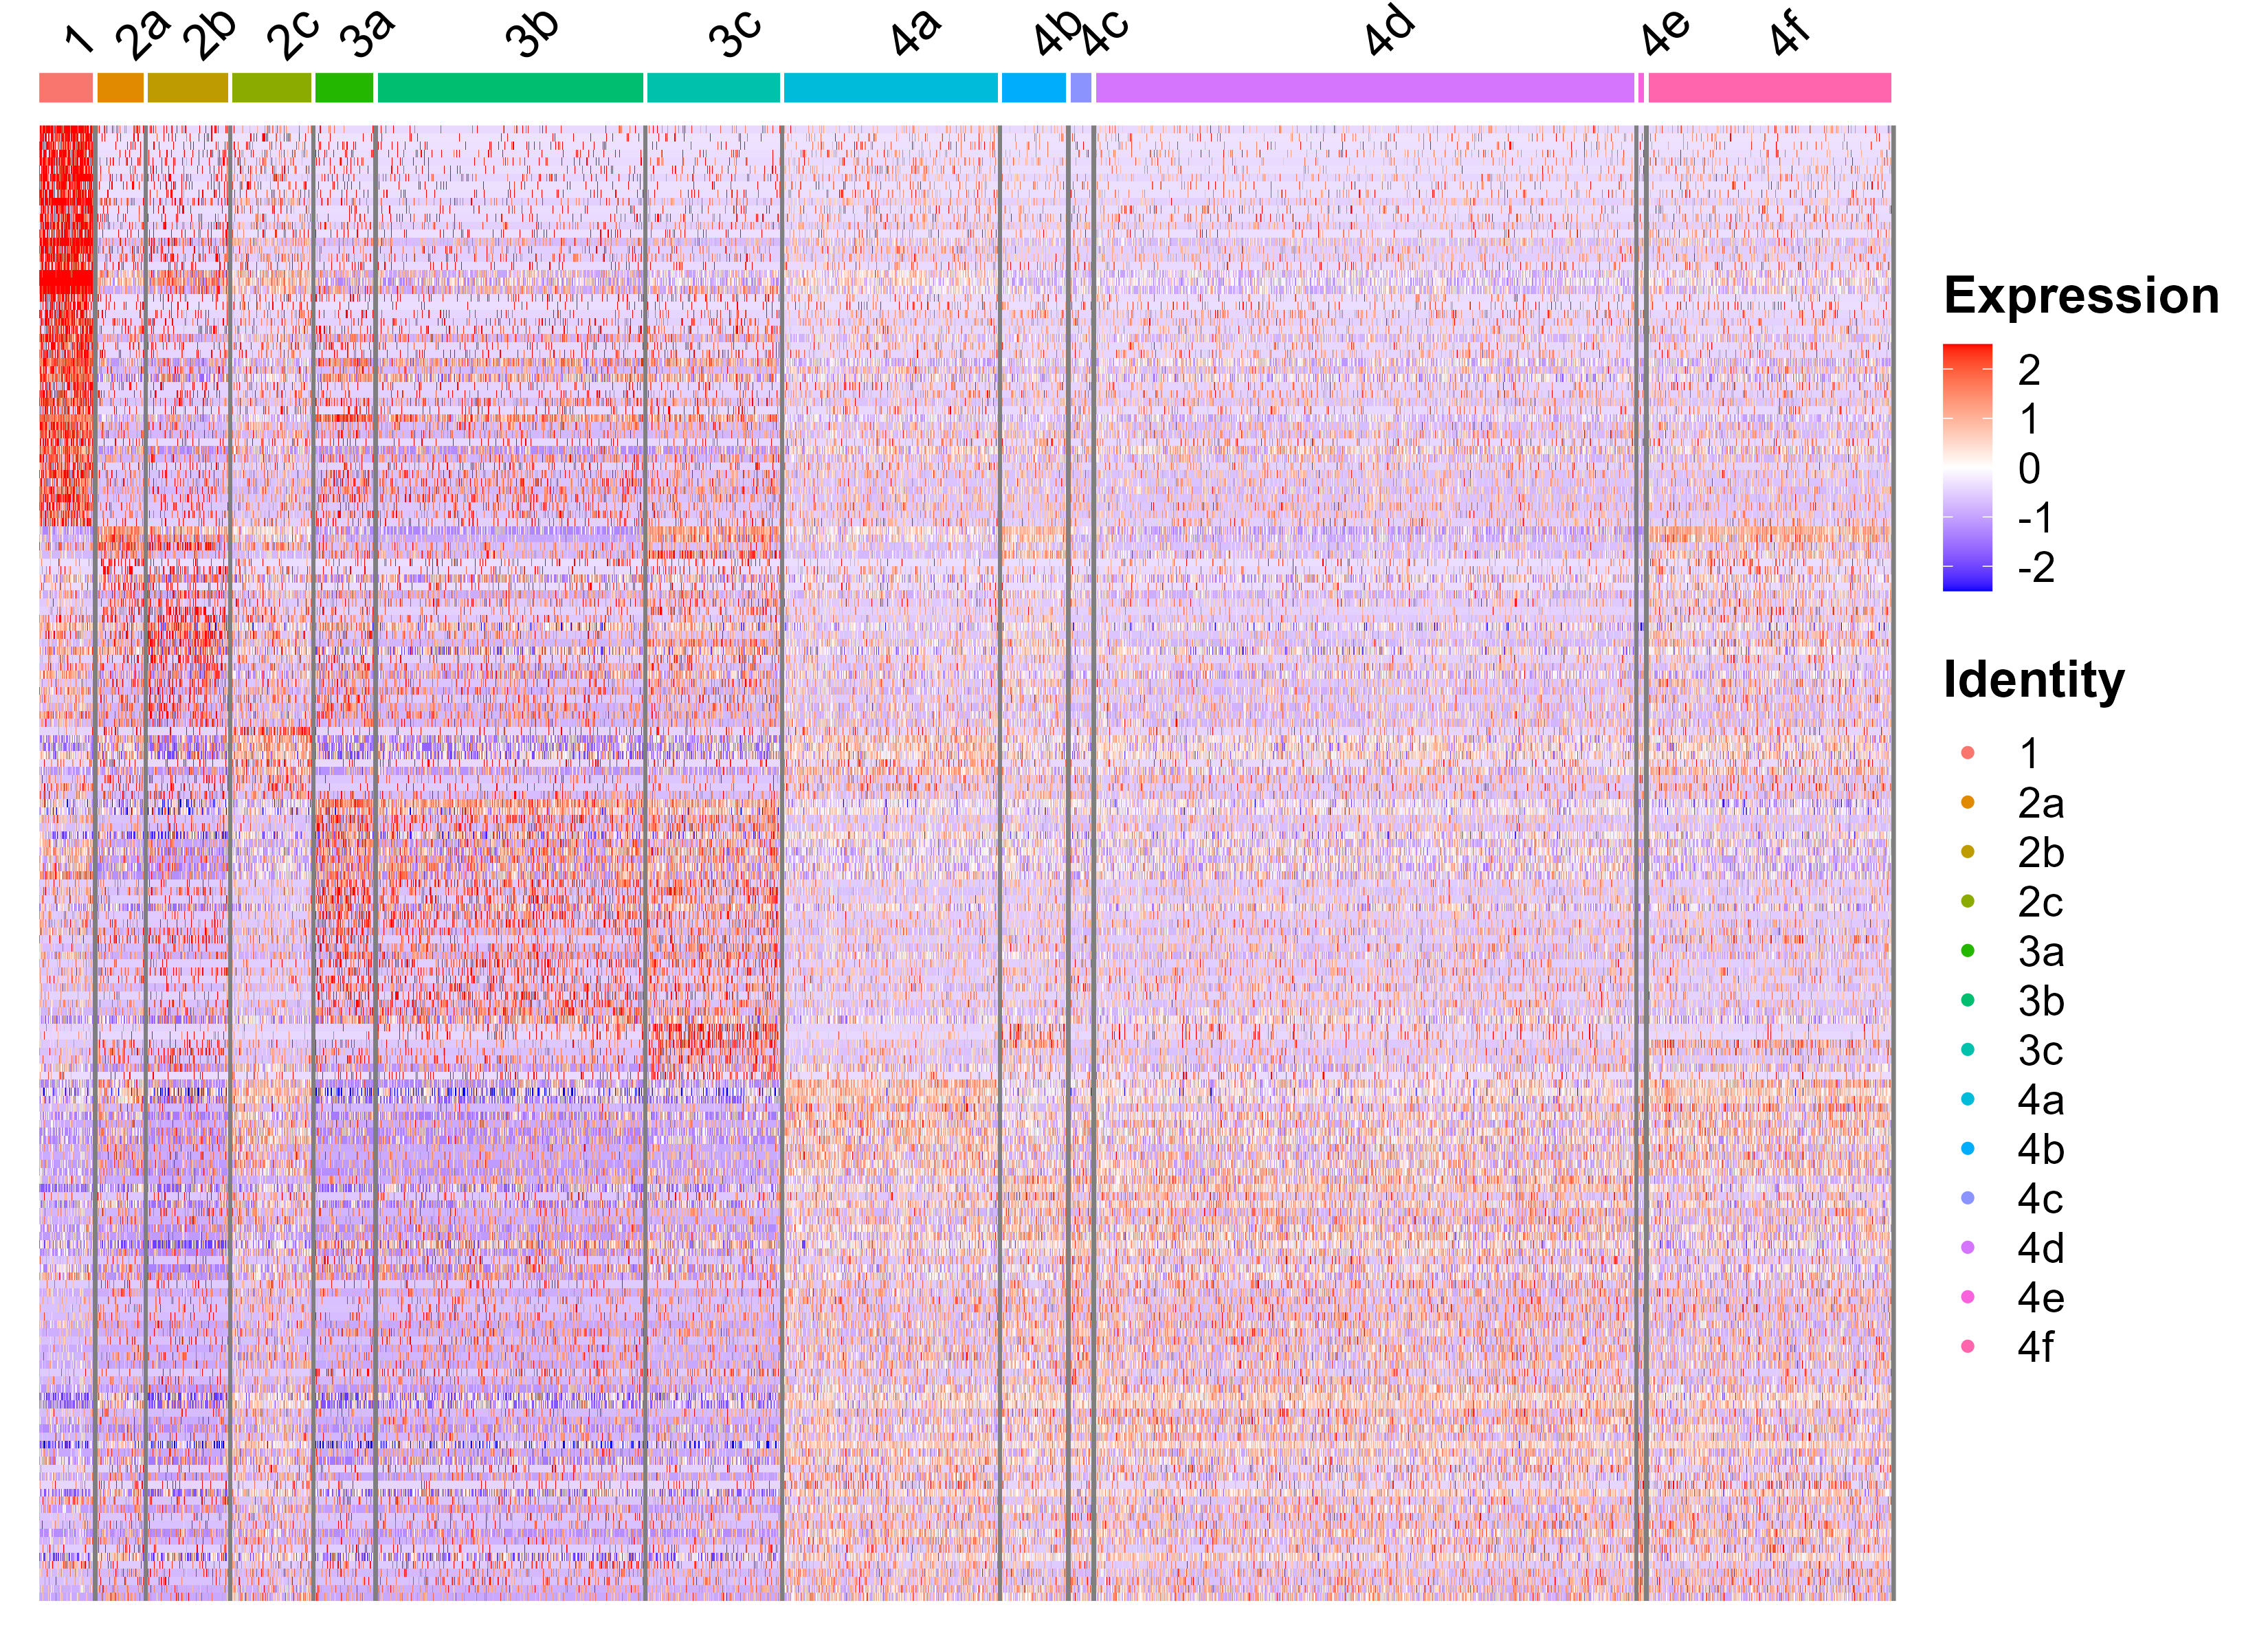 1 2a 2b 2c 3a 3b 3c 4a 4b 4c 4d 4e 4f
Expression
2
1
0
-1
-2
Identity
1
2a
2b
2c
3a
3b
3c
4a
4b
4c
4d
4e
4f